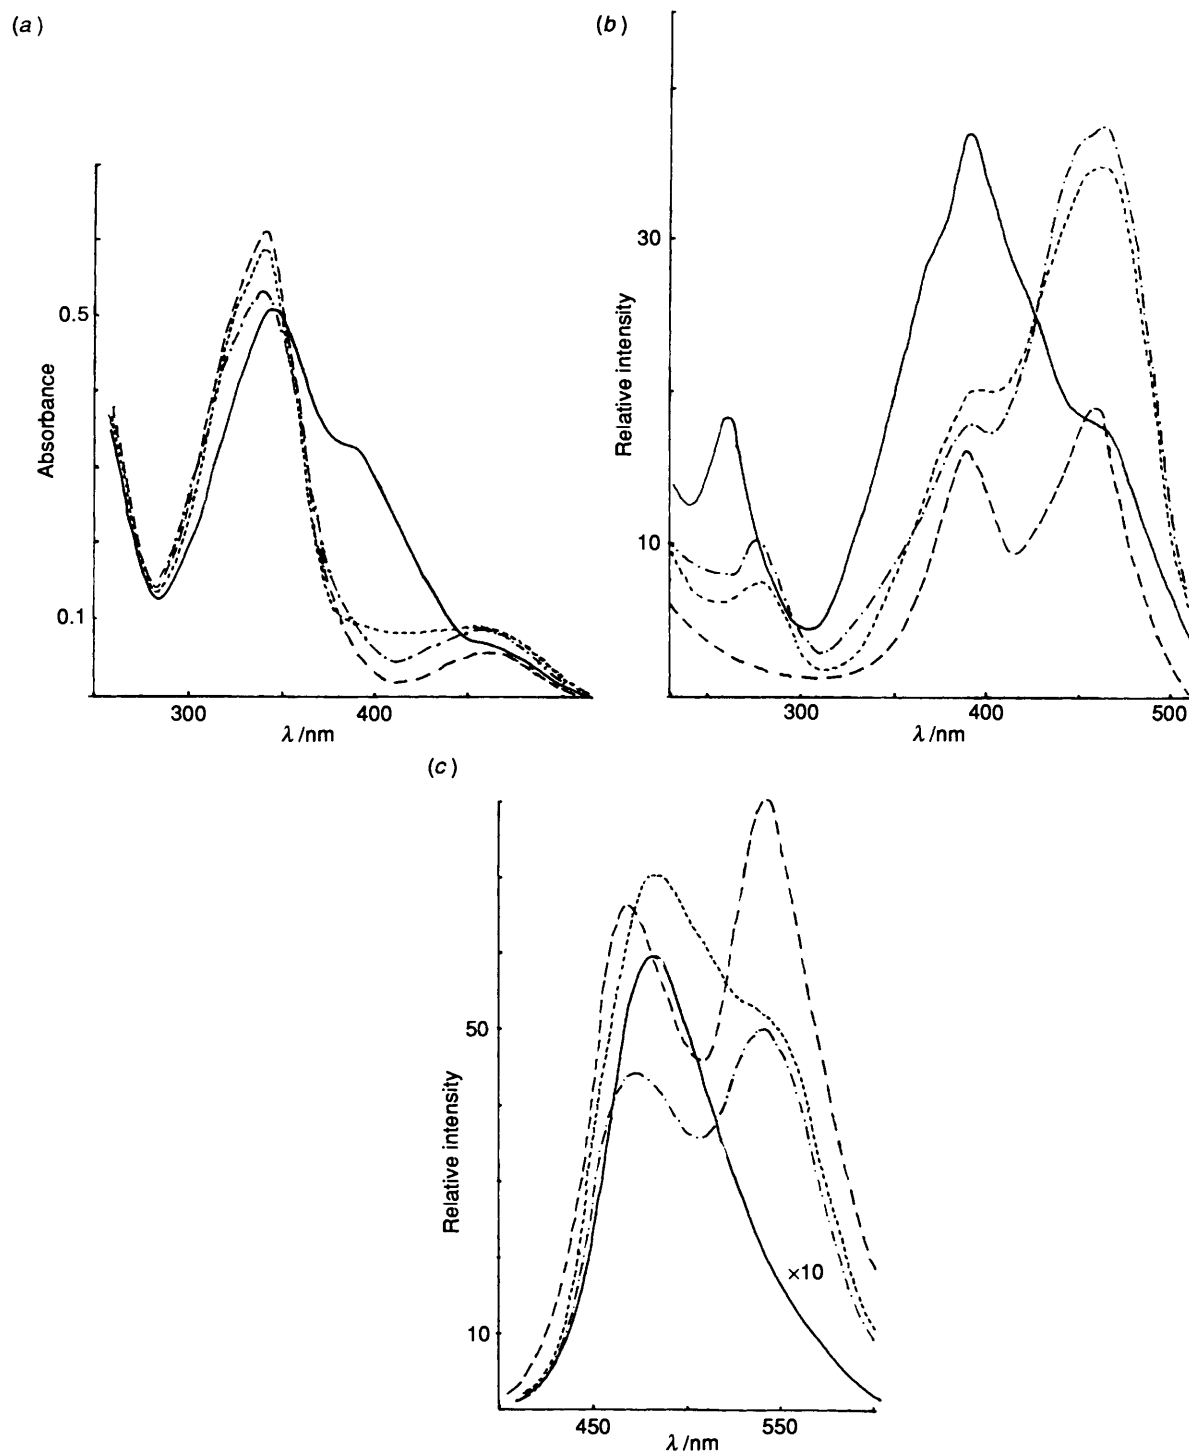 (a)
0.5
0.1
Absorbance
300
400
λ /nm
(b)
30
10
Relative intensity
300
400
500
λ /nm
(c)
50
10
Relative intensity
×10
450
550
λ /nm